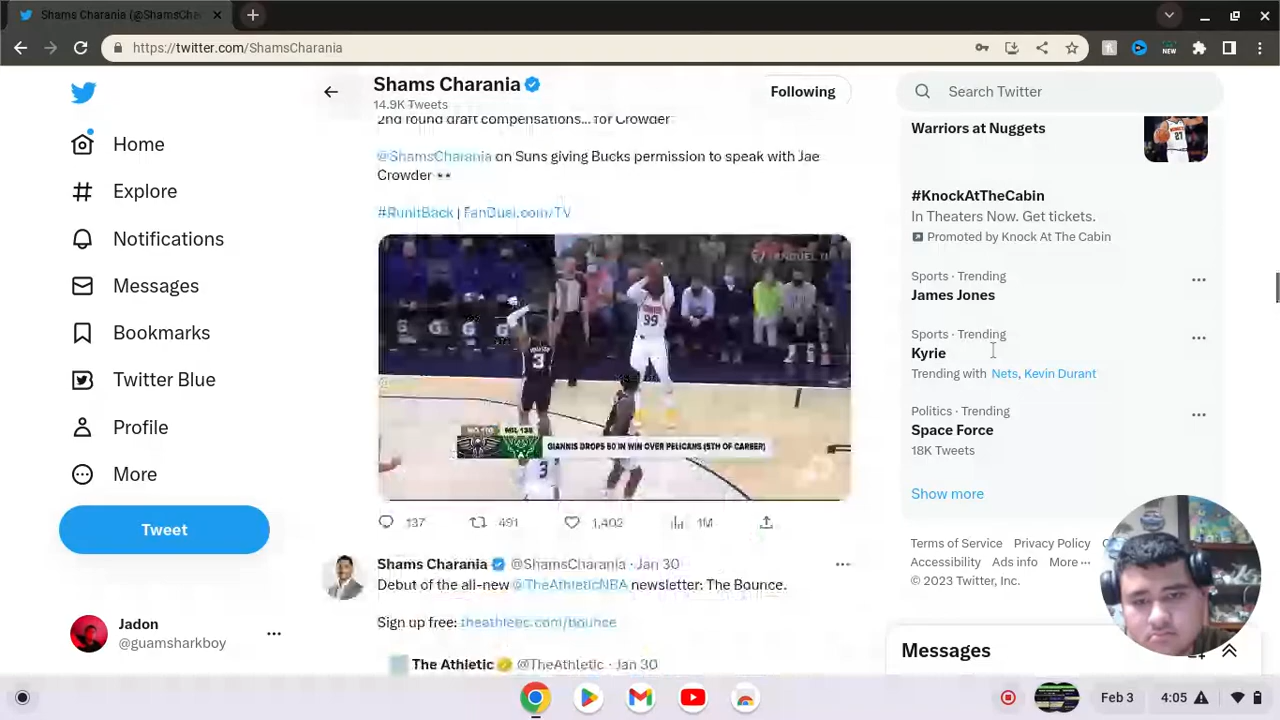 Shams Charania (@ShamsChar
https://twitter.com/ShamsCharania
NEW
Shams Charania
14.9K Tweets
Following
Search Twitter
Home
Explore
Notifications
Messages
Bookmarks
Twitter Blue
Profile
More
Tweet
Jadon
@guamsharkboy
2nd round draft compensations... for Crowder
@ShamsCharania on Suns giving Bucks permission to speak with Jae
Crowder 👀
#RunItBack | FanDuel.com/TV
99
3
MIL 135
GIANNIS DROPS 50 IN WIN OVER PELICANS (5TH OF CAREER)
3
137
491
1,402
1M
Shams Charania @ShamsCharania · Jan 30
Debut of the all-new @TheAthleticNBA newsletter: The Bounce.
Sign up free: theathletic.com/bounce
The Athletic @TheAthletic · Jan 30
Warriors at Nuggets
#KnockAtTheCabin
In Theaters Now. Get tickets.
Promoted by Knock At The Cabin
Sports · Trending
James Jones
Sports · Trending
Kyrie
Trending with Nets, Kevin Durant
Politics · Trending
Space Force
18K Tweets
Show more
Terms of Service Privacy Policy
Accessibility Ads info More ···
© 2023 Twitter, Inc.
Messages
Feb 3
4:05